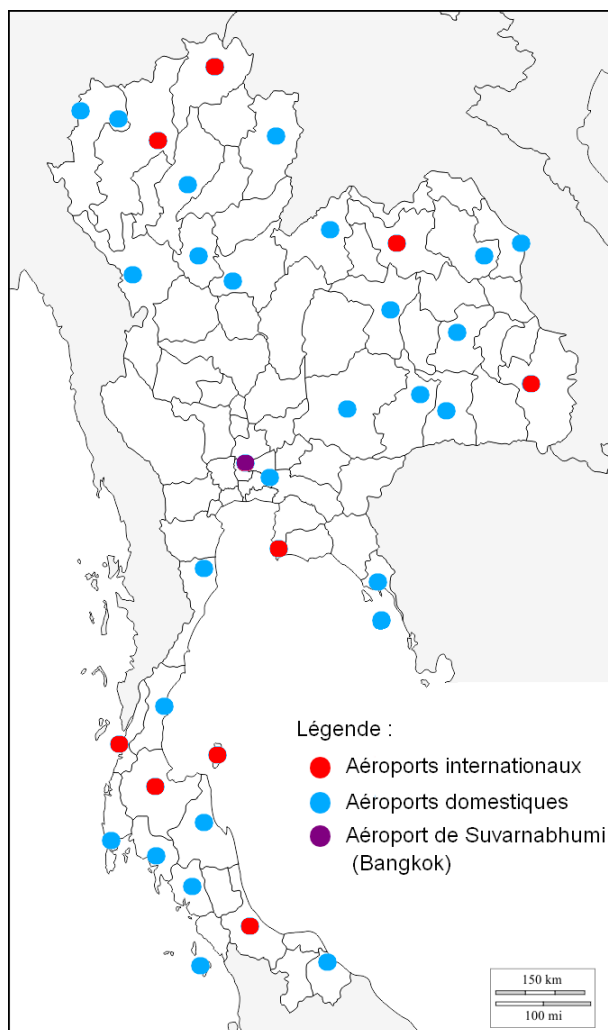 Légende :
Aéroports internationaux
Aéroports domestiques
Aéroport de Suvarnabhumi
(Bangkok)
150 km
100 mi